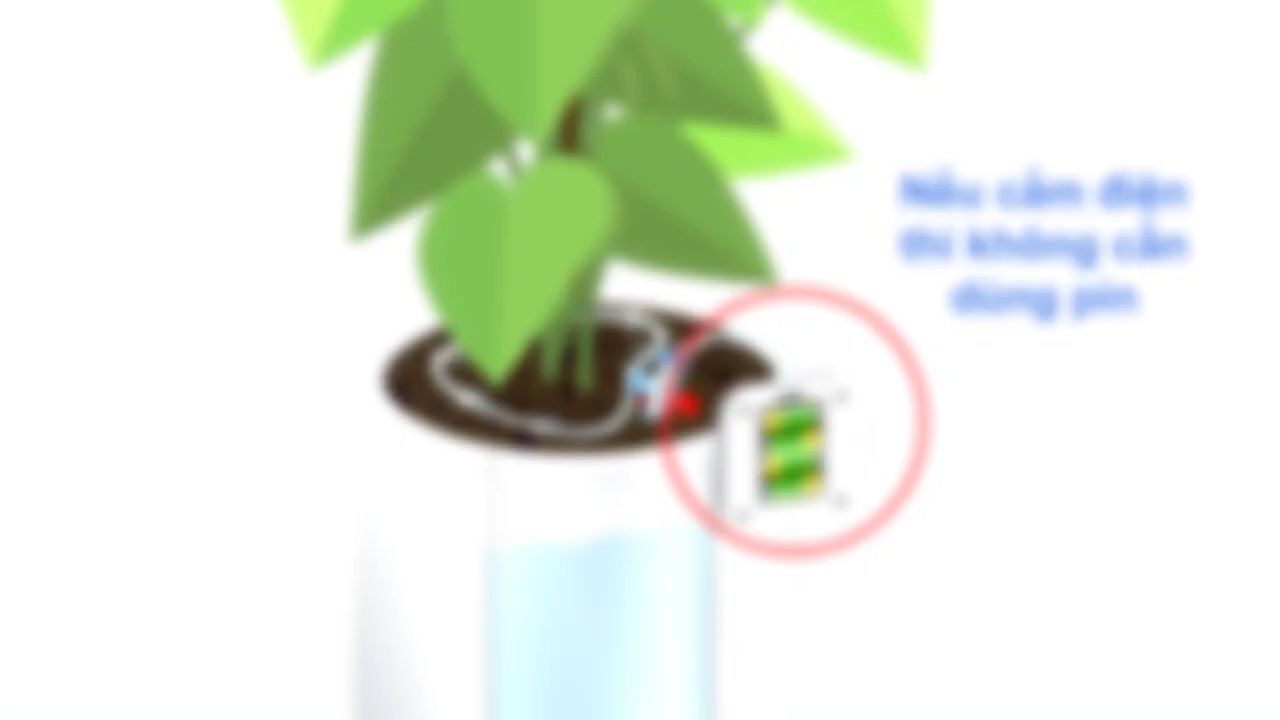 Nếu cắm điện
thì không cần
dùng pin